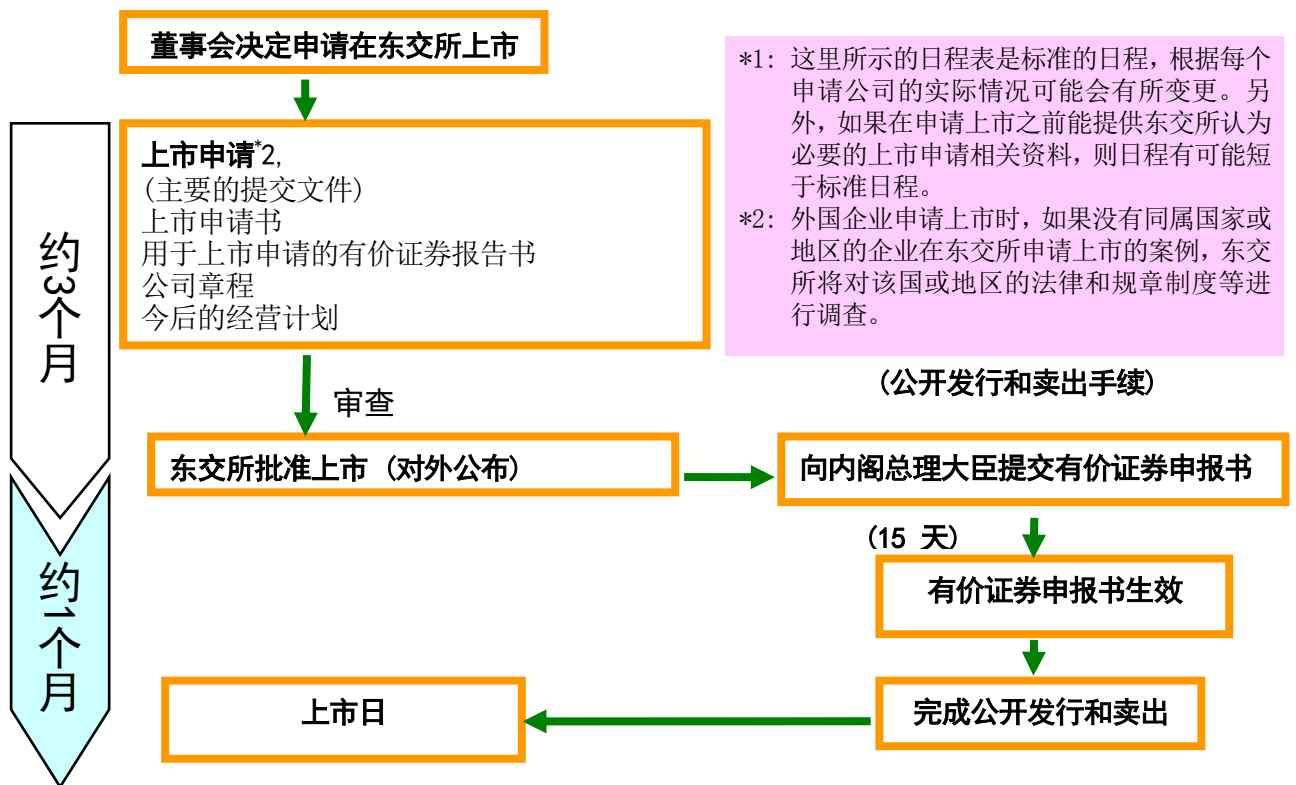 董事会决定申请在东交所上市
*1: 这里所示的日程表是标准的日程，根据每个
申请公司的实际情况可能会有所变更。另
外，如果在申请上市之前能提供东交所认为
必要的上市申请相关资料，则日程有可能短
于标准日程。
*2: 外国企业申请上市时，如果没有同属国家或
地区的企业在东交所申请上市的案例，东交
所将对该国或地区的法律和规章制度等进
行调查。
约3个月
上市申请*2,
(主要的提交文件)
上市申请书
用于上市申请的有价证券报告书
公司章程
今后的经营计划
(公开发行和卖出手续)
审查
东交所批准上市 (对外公布)
向内阁总理大臣提交有价证券申报书
(15 天)
约1个月
有价证券申报书生效
上市日
完成公开发行和卖出